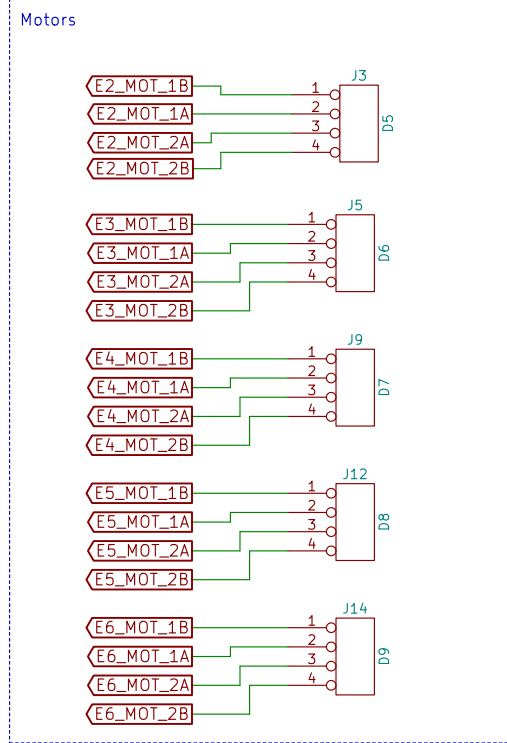 Motors
J3
E2_MOT_1B 1
E2_MOT_1A 2
E2_MOT_2A 3
E2_MOT_2B 4
D5
J5
E3_MOT_1B 1
E3_MOT_1A 2
E3_MOT_2A 3
E3_MOT_2B 4
D6
J9
E4_MOT_1B 1
E4_MOT_1A 2
E4_MOT_2A 3
E4_MOT_2B 4
D7
J12
E5_MOT_1B 1
E5_MOT_1A 2
E5_MOT_2A 3
E5_MOT_2B 4
D8
J14
E6_MOT_1B 1
E6_MOT_1A 2
E6_MOT_2A 3
E6_MOT_2B 4
D9